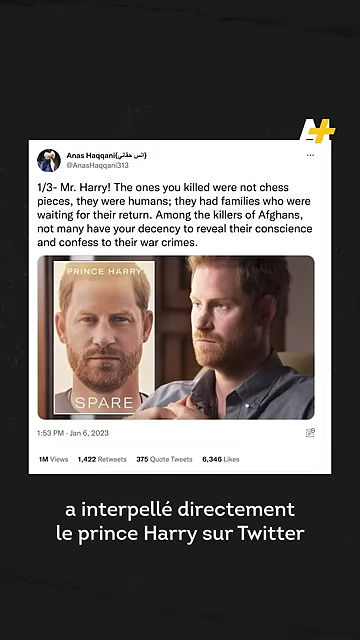 A+
Anas Haqqani(انس حقاني)
@AnasHaqqani313
1/3- Mr. Harry! The ones you killed were not chess
pieces, they were humans; they had families who were
waiting for their return. Among the killers of Afghans,
not many have your decency to reveal their conscience
and confess to their war crimes.
PRINCE HARRY
SPARE
1:53 PM · Jan 6, 2023
1M Views 1,422 Retweets 375 Quote Tweets 6,346 Likes
a interpellé directement
le prince Harry sur Twitter